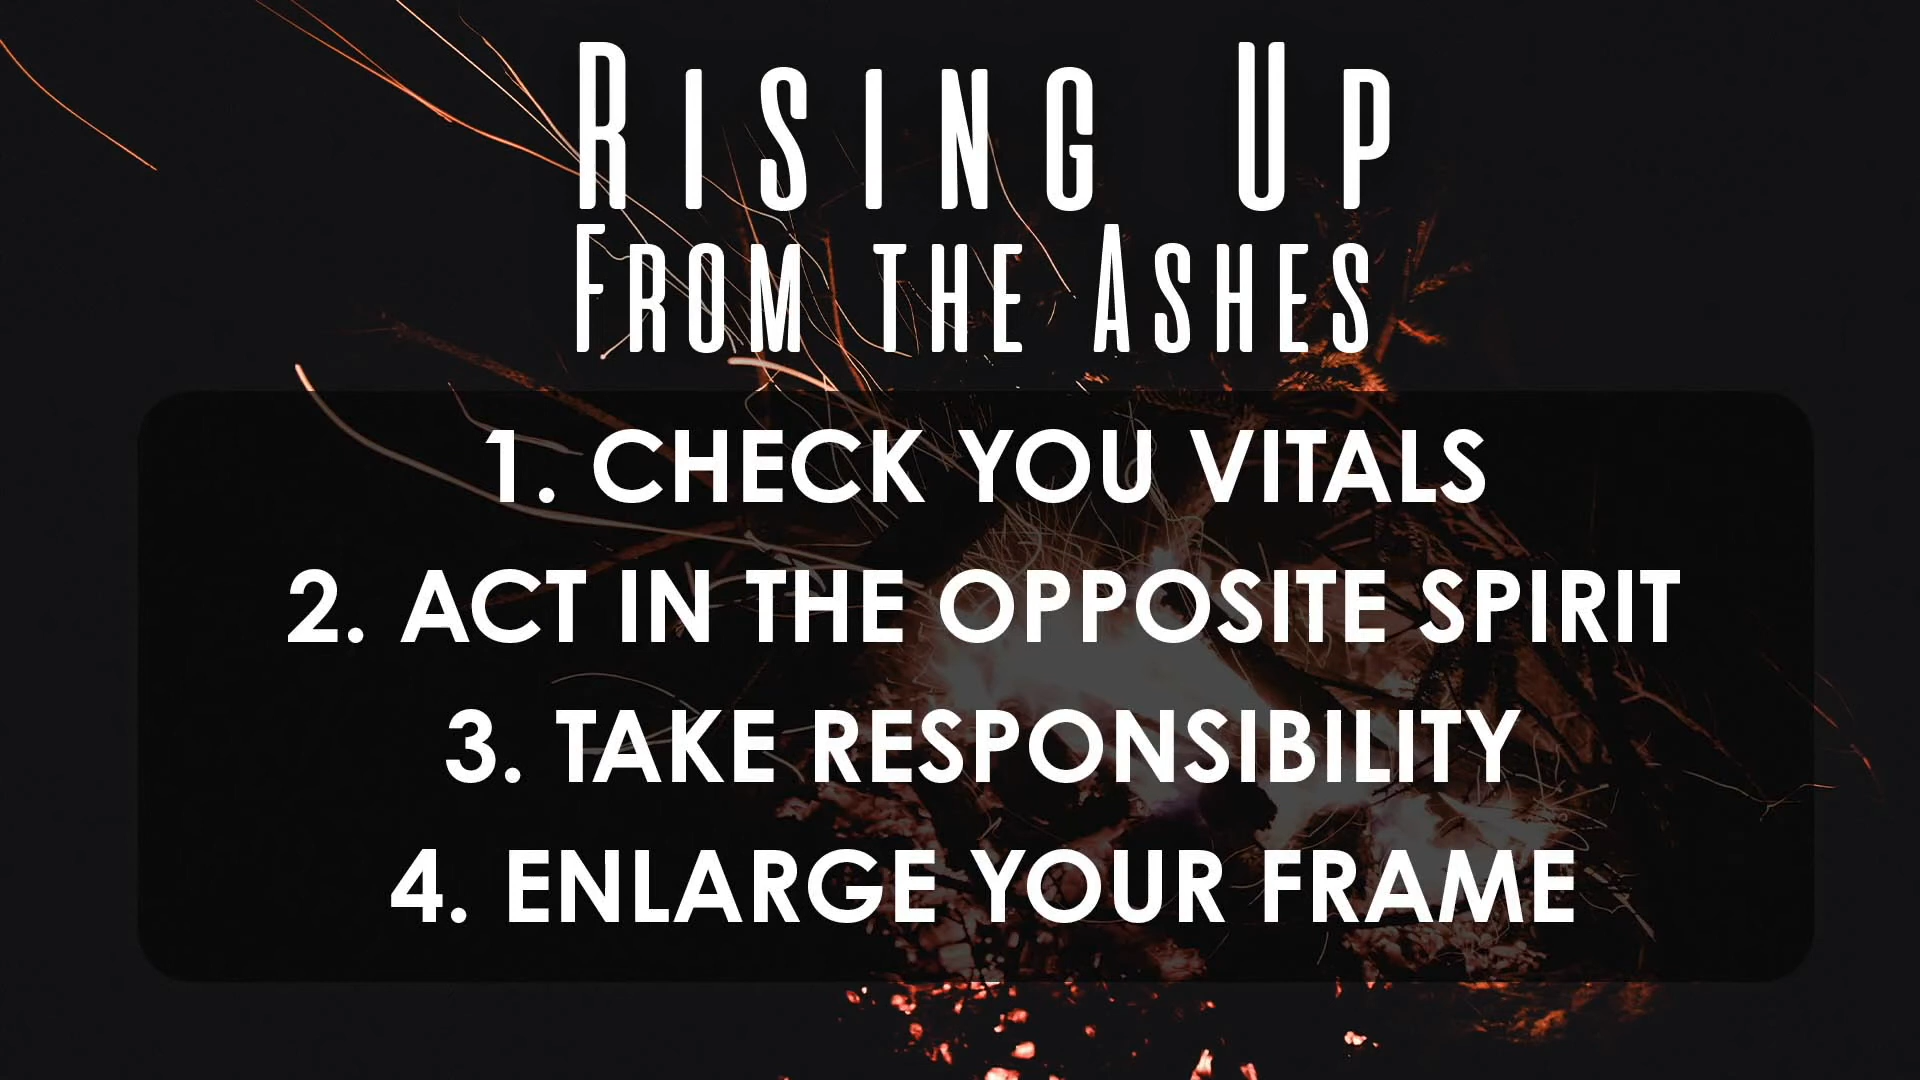 Rising Up
From the Ashes
1. CHECK YOU VITALS
2. ACT IN THE OPPOSITE SPIRIT
3. TAKE RESPONSIBILITY
4. ENLARGE YOUR FRAME